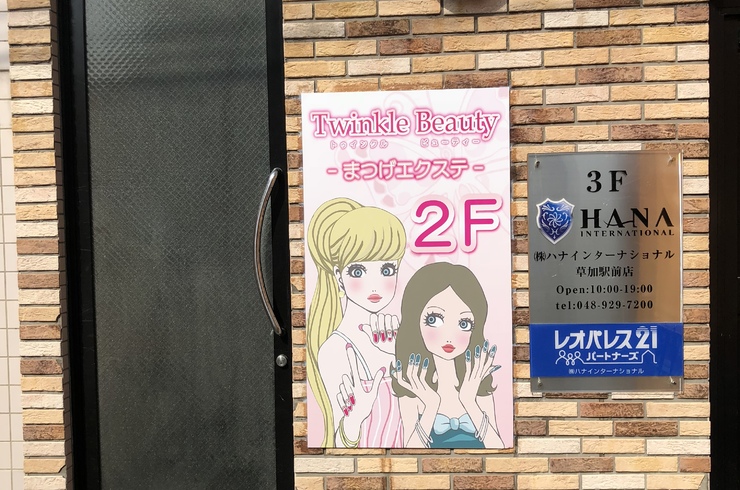 Twinkle Beauty
トゥインクル ビューティー
- まつげエクステ -
2F
3F
HANA
INTERNATIONAL
㈱ハナインターナショナル
草加駅前店
Open:10:00-19:00
tel:048-929-7200
レオパレス21
パートナーズ
㈱ハナインターナショナル